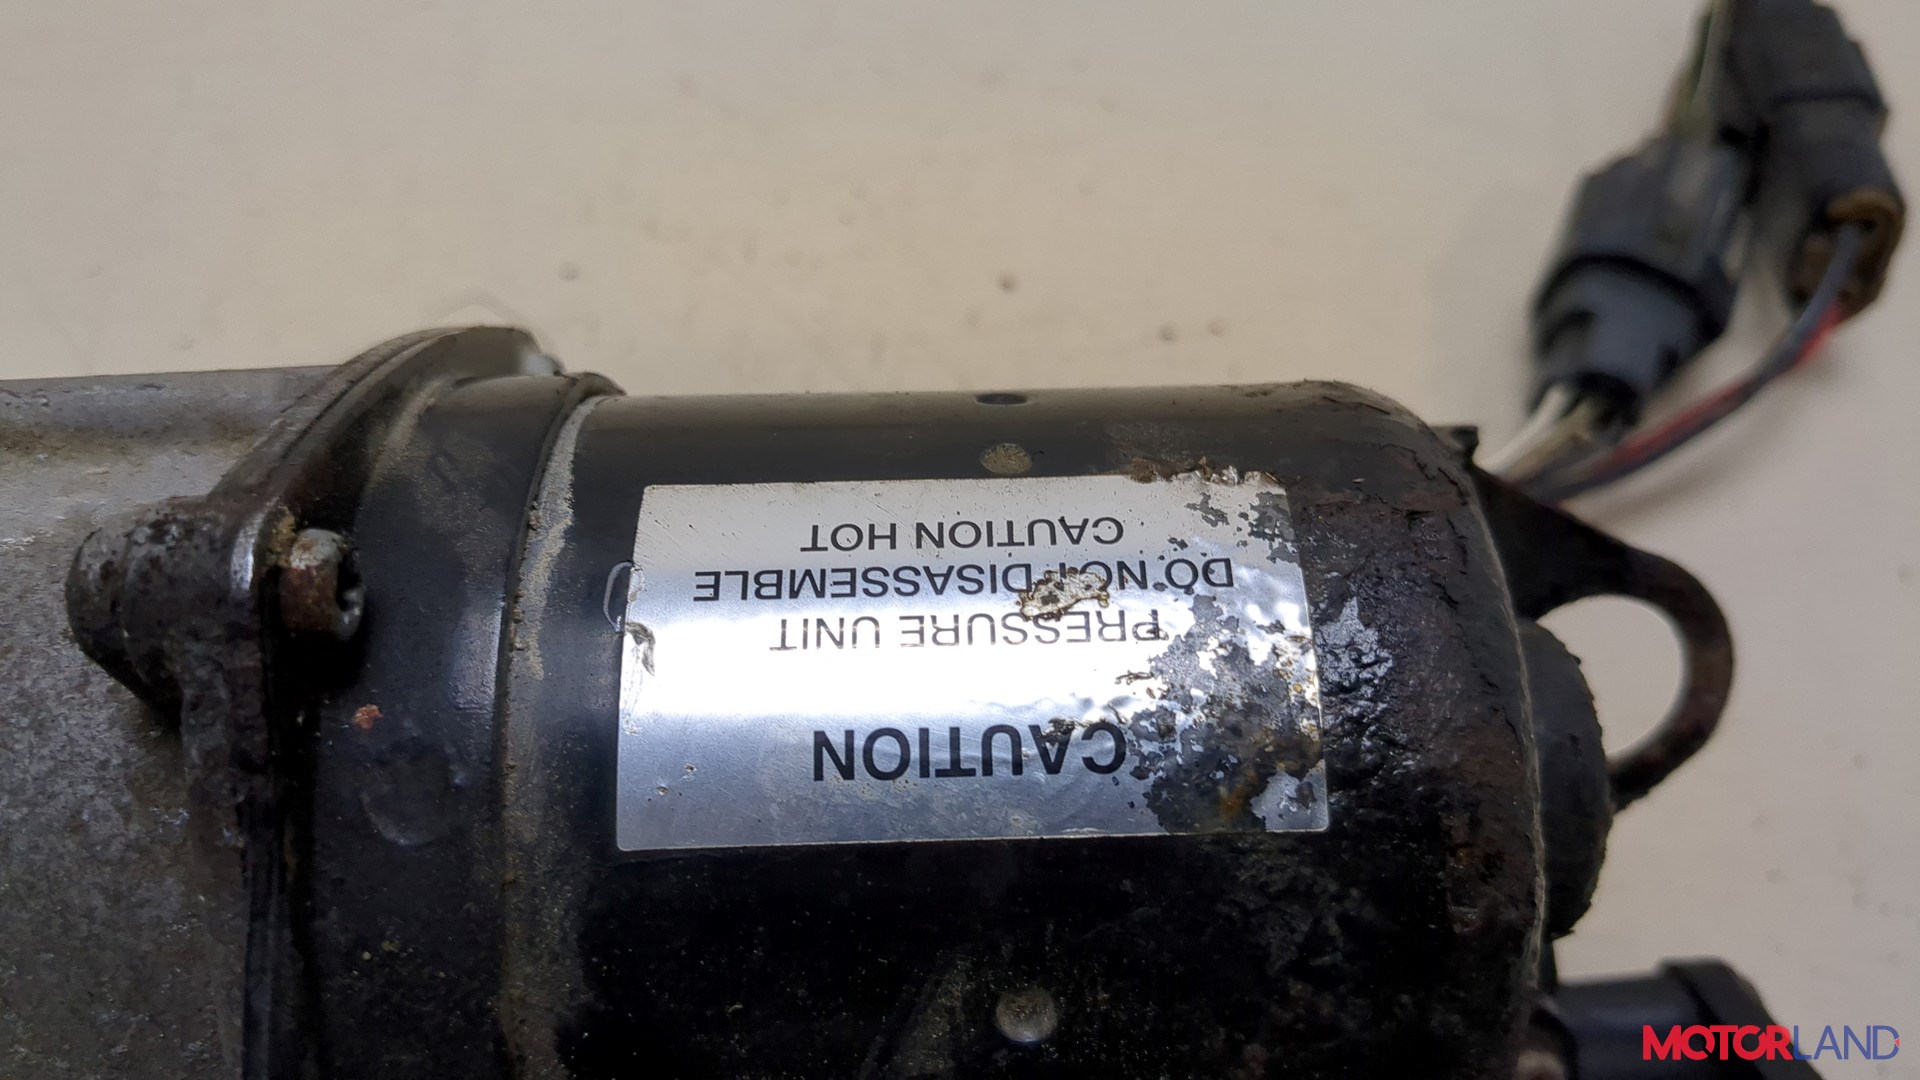 CAUTION
PRESSURE UNIT
DO NOT DISASSEMBLE
CAUTION HOT
MOTORLAND